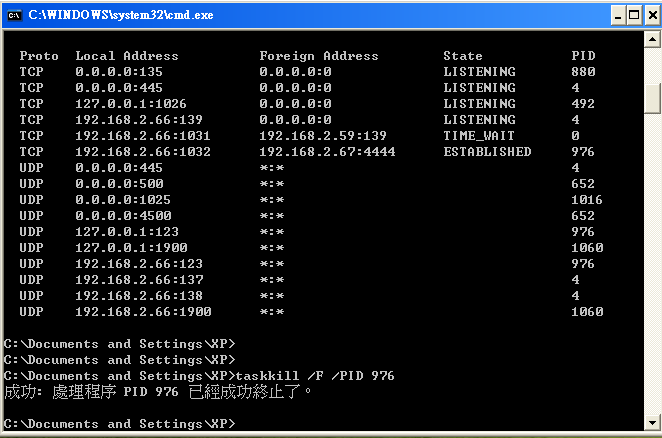 C:\WINDOWS\system32\cmd.exe
Proto Local Address Foreign Address State PID
TCP 0.0.0.0:135 0.0.0.0:0 LISTENING 880
TCP 0.0.0.0:445 0.0.0.0:0 LISTENING 4
TCP 127.0.0.1:1026 0.0.0.0:0 LISTENING 492
TCP 192.168.2.66:139 0.0.0.0:0 LISTENING 4
TCP 192.168.2.66:1031 192.168.2.59:139 TIME_WAIT 0
TCP 192.168.2.66:1032 192.168.2.67:4444 ESTABLISHED 976
UDP 0.0.0.0:445 *:* 4
UDP 0.0.0.0:500 *:* 652
UDP 0.0.0.0:1025 *:* 1016
UDP 0.0.0.0:4500 *:* 652
UDP 127.0.0.1:123 *:* 976
UDP 127.0.0.1:1900 *:* 1060
UDP 192.168.2.66:123 *:* 976
UDP 192.168.2.66:137 *:* 4
UDP 192.168.2.66:138 *:* 4
UDP 192.168.2.66:1900 *:* 1060
C:\Documents and Settings\XP>
C:\Documents and Settings\XP>
C:\Documents and Settings\XP>taskkill /F /PID 976
成功: 處理程序 PID 976 已經成功終止了。
C:\Documents and Settings\XP>